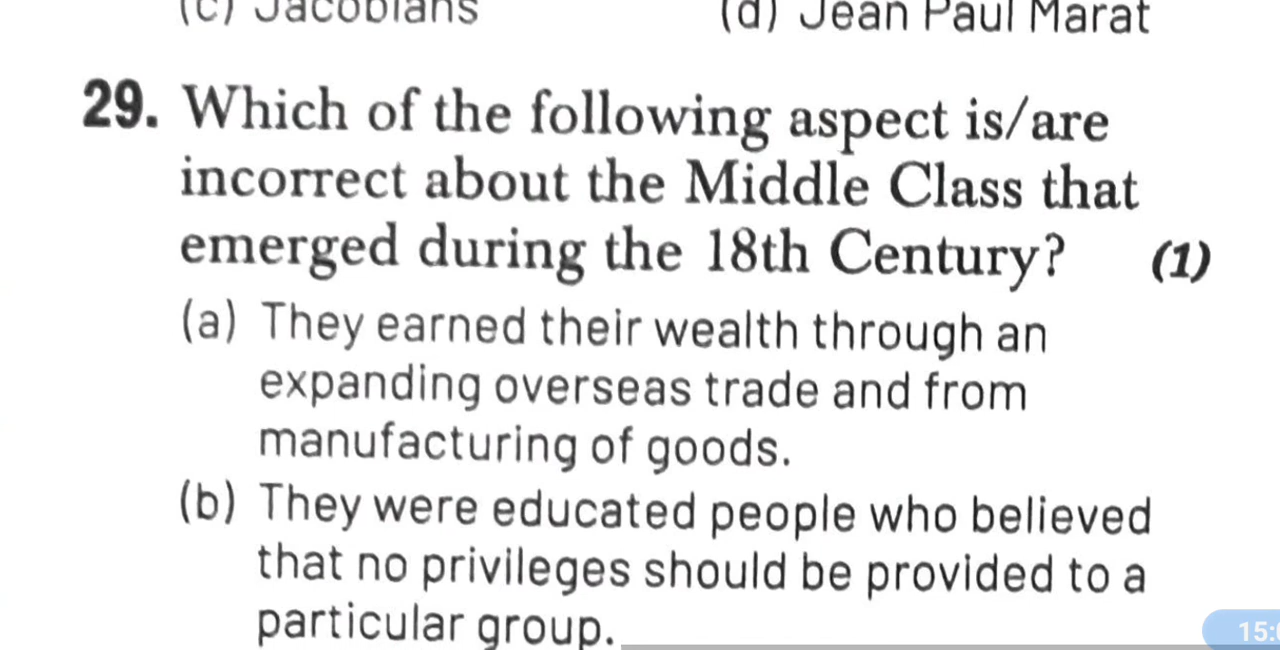 (c) Jacobians (d) Jean Paul Marat
29. Which of the following aspect is/are
incorrect about the Middle Class that
emerged during the 18th Century? (1)
(a) They earned their wealth through an
expanding overseas trade and from
manufacturing of goods.
(b) They were educated people who believed
that no privileges should be provided to a
particular group.